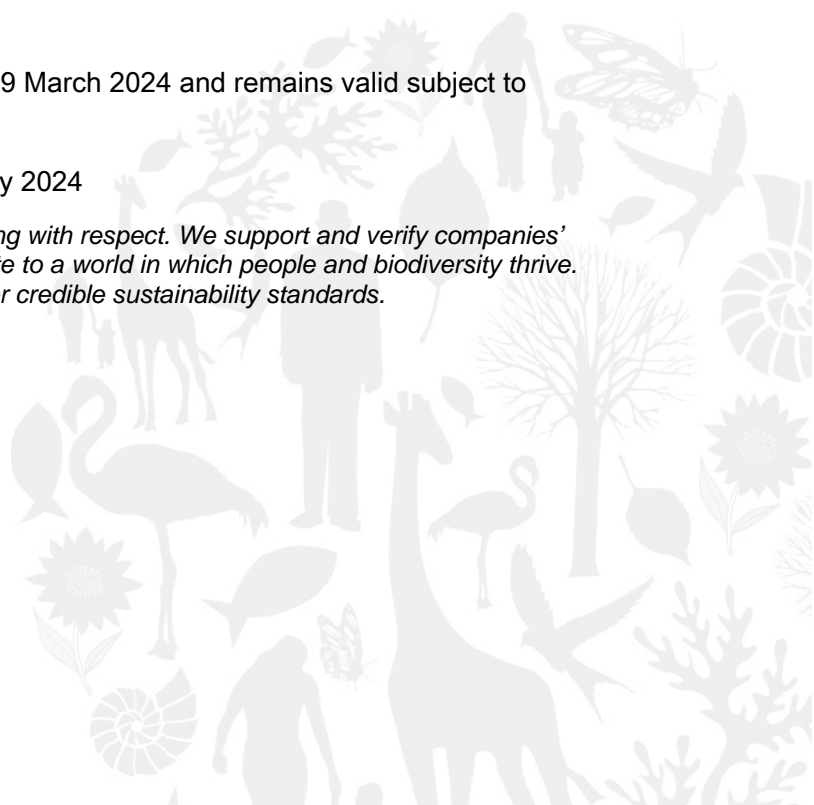 9 March 2024 and remains valid subject to
y 2024
ng with respect. We support and verify companies’
te to a world in which people and biodiversity thrive.
r credible sustainability standards.